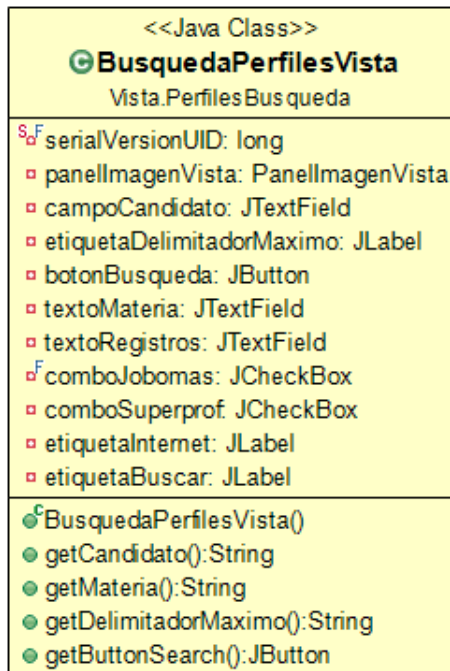 <<Java Class>>
C BusquedaPerfilesVista
Vista.PerfilesBusqueda
S F serialVersionUID: long
panelImagenVista: PanelImagenVista
campoCandidato: JTextField
etiquetaDelimitadorMaximo: JLabel
botonBusqueda: JButton
textoMateria: JTextField
textoRegistros: JTextField
F comboJobomas: JCheckBox
comboSuperprof: JCheckBox
etiquetaInternet: JLabel
etiquetaBuscar: JLabel
C BusquedaPerfilesVista()
getCandidato():String
getMateria():String
getDelimitadorMaximo():String
getButtonSearch():JButton